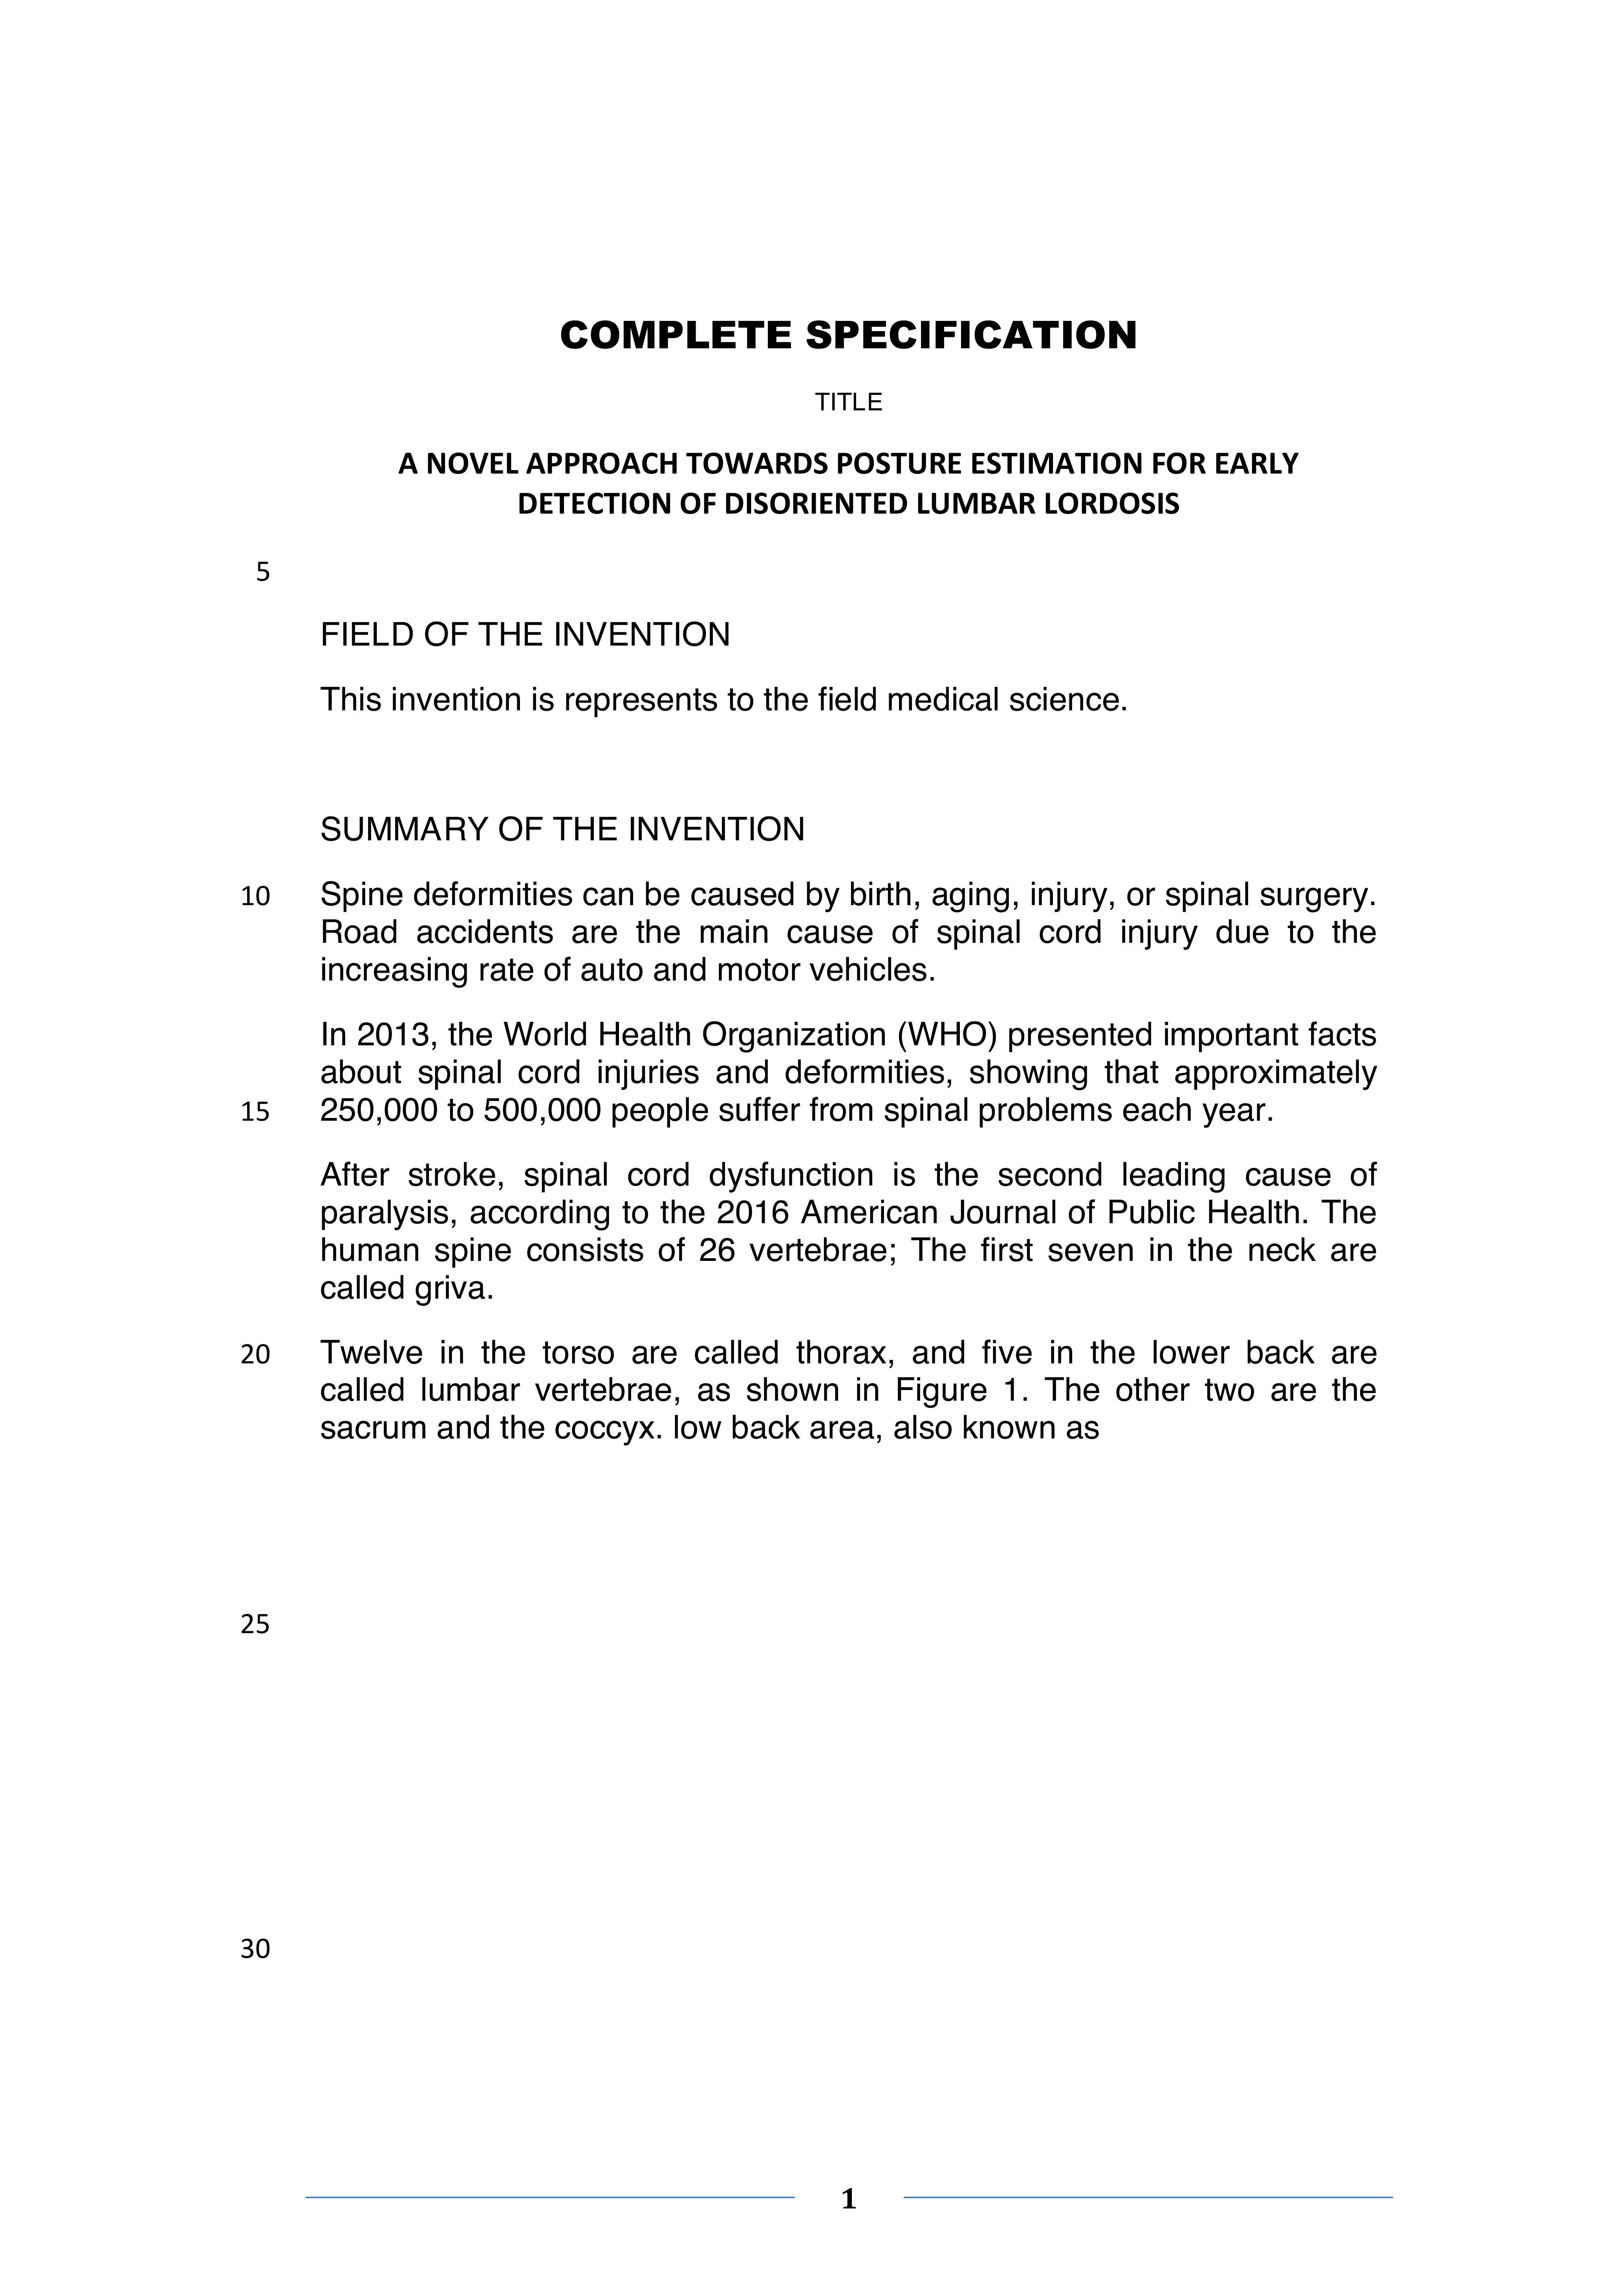 COMPLETE SPECIFICATION
TITLE
A NOVEL APPROACH TOWARDS POSTURE ESTIMATION FOR EARLY
DETECTION OF DISORIENTED LUMBAR LORDOSIS
5
FIELD OF THE INVENTION
This invention is represents to the field medical science.
SUMMARY OF THE INVENTION
10 Spine deformities can be caused by birth, aging, injury, or spinal surgery.
Road accidents are the main cause of spinal cord injury due to the
increasing rate of auto and motor vehicles.
In 2013, the World Health Organization (WHO) presented important facts
about spinal cord injuries and deformities, showing that approximately
15 250,000 to 500,000 people suffer from spinal problems each year.
After stroke, spinal cord dysfunction is the second leading cause of
paralysis, according to the 2016 American Journal of Public Health. The
human spine consists of 26 vertebrae; The first seven in the neck are
called griva.
20 Twelve in the torso are called thorax, and five in the lower back are
called lumbar vertebrae, as shown in Figure 1. The other two are the
sacrum and the coccyx. low back area, also known as
25
30
1